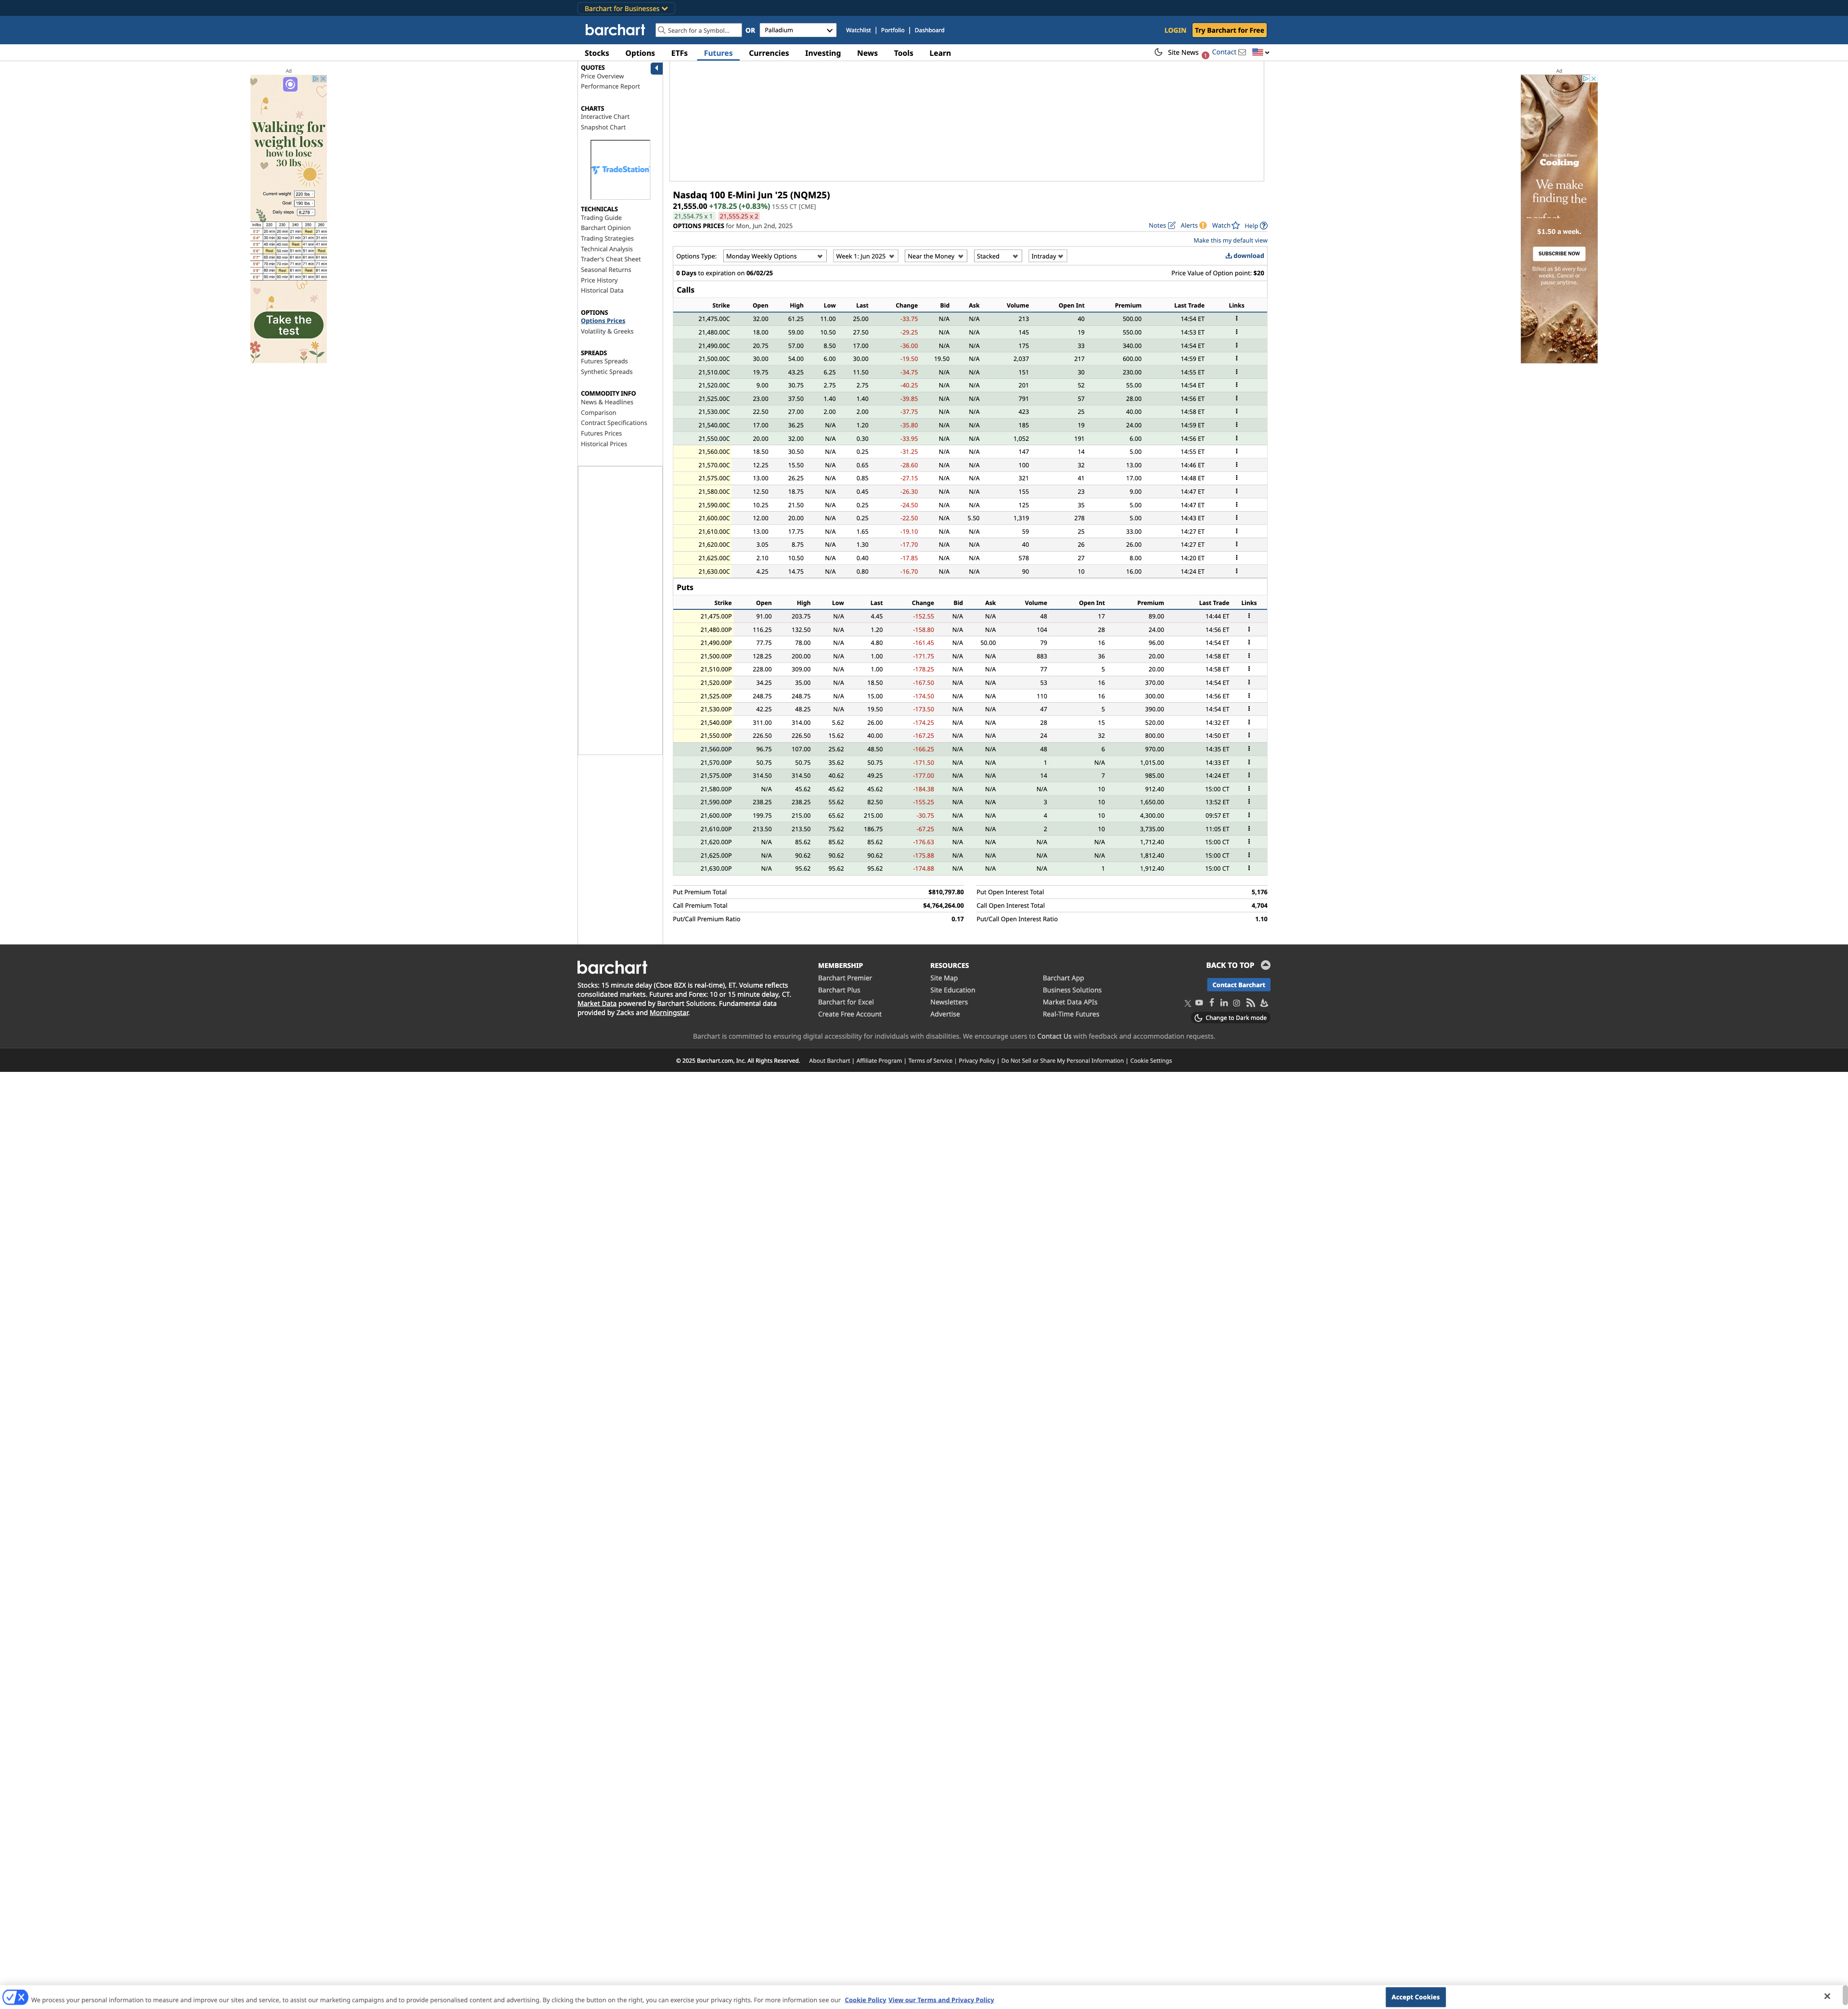 Barchart for Businesses
barchart
Search for a Symbol...
OR
Palladium
Watchlist | Portfolio | Dashboard
LOGIN
Try Barchart for Free
Stocks Options ETFs Futures Currencies Investing News Tools Learn
Site News
Contact
Ad
Walking for
weight loss
how to lose
30 lbs
Current weight 220 lbs
Goal 190 lbs
Daily steps 8,278
Take the
test
QUOTES
Price Overview
Performance Report
CHARTS
Interactive Chart
Snapshot Chart
TradeStation
TECHNICALS
Trading Guide
Barchart Opinion
Trading Strategies
Technical Analysis
Trader's Cheat Sheet
Seasonal Returns
Price History
Historical Data
OPTIONS
Options Prices
Volatility & Greeks
SPREADS
Futures Spreads
Synthetic Spreads
COMMODITY INFO
News & Headlines
Comparison
Contract Specifications
Futures Prices
Historical Prices
Nasdaq 100 E-Mini Jun '25 (NQM25)
21,555.00 +178.25 (+0.83%) 15:55 CT [CME]
21,554.75 x 1 21,555.25 x 2
OPTIONS PRICES for Mon, Jun 2nd, 2025
Notes Alerts Watch Help
Make this my default view
Options Type: Monday Weekly Options Week 1: Jun 2025 Near the Money Stacked Intraday download
0 Days to expiration on 06/02/25 Price Value of Option point: $20
Calls
Strike Open High Low Last Change Bid Ask Volume Open Int Premium Last Trade Links
21,475.00C 32.00 61.25 11.00 25.00 -33.75 N/A N/A 213 40 500.00 14:54 ET
21,480.00C 18.00 59.00 10.50 27.50 -29.25 N/A N/A 145 19 550.00 14:53 ET
21,490.00C 20.75 57.00 8.50 17.00 -36.00 N/A N/A 175 33 340.00 14:54 ET
21,500.00C 30.00 54.00 6.00 30.00 -19.50 19.50 N/A 2,037 217 600.00 14:59 ET
21,510.00C 19.75 43.25 6.25 11.50 -34.75 N/A N/A 151 30 230.00 14:55 ET
21,520.00C 9.00 30.75 2.75 2.75 -40.25 N/A N/A 201 52 55.00 14:54 ET
21,525.00C 23.00 37.50 1.40 1.40 -39.85 N/A N/A 791 57 28.00 14:56 ET
21,530.00C 22.50 27.00 2.00 2.00 -37.75 N/A N/A 423 25 40.00 14:58 ET
21,540.00C 17.00 36.25 N/A 1.20 -35.80 N/A N/A 185 19 24.00 14:59 ET
21,550.00C 20.00 32.00 N/A 0.30 -33.95 N/A N/A 1,052 191 6.00 14:56 ET
21,560.00C 18.50 30.50 N/A 0.25 -31.25 N/A N/A 147 14 5.00 14:55 ET
21,570.00C 12.25 15.50 N/A 0.65 -28.60 N/A N/A 100 32 13.00 14:46 ET
21,575.00C 13.00 26.25 N/A 0.85 -27.15 N/A N/A 321 41 17.00 14:48 ET
21,580.00C 12.50 18.75 N/A 0.45 -26.30 N/A N/A 155 23 9.00 14:47 ET
21,590.00C 10.25 21.50 N/A 0.25 -24.50 N/A N/A 125 35 5.00 14:47 ET
21,600.00C 12.00 20.00 N/A 0.25 -22.50 N/A 5.50 1,319 278 5.00 14:43 ET
21,610.00C 13.00 17.75 N/A 1.65 -19.10 N/A N/A 59 25 33.00 14:27 ET
21,620.00C 3.05 8.75 N/A 1.30 -17.70 N/A N/A 40 26 26.00 14:27 ET
21,625.00C 2.10 10.50 N/A 0.40 -17.85 N/A N/A 578 27 8.00 14:20 ET
21,630.00C 4.25 14.75 N/A 0.80 -16.70 N/A N/A 90 10 16.00 14:24 ET
Puts
Strike Open High Low Last Change Bid Ask Volume Open Int Premium Last Trade Links
21,475.00P 91.00 203.75 N/A 4.45 -152.55 N/A N/A 48 17 89.00 14:44 ET
21,480.00P 116.25 132.50 N/A 1.20 -158.80 N/A N/A 104 28 24.00 14:56 ET
21,490.00P 77.75 78.00 N/A 4.80 -161.45 N/A 50.00 79 16 96.00 14:54 ET
21,500.00P 128.25 200.00 N/A 1.00 -171.75 N/A N/A 883 36 20.00 14:58 ET
21,510.00P 228.00 309.00 N/A 1.00 -178.25 N/A N/A 77 5 20.00 14:58 ET
21,520.00P 34.25 35.00 N/A 18.50 -167.50 N/A N/A 53 16 370.00 14:54 ET
21,525.00P 248.75 248.75 N/A 15.00 -174.50 N/A N/A 110 16 300.00 14:56 ET
21,530.00P 42.25 48.25 N/A 19.50 -173.50 N/A N/A 47 5 390.00 14:54 ET
21,540.00P 311.00 314.00 5.62 26.00 -174.25 N/A N/A 28 15 520.00 14:32 ET
21,550.00P 226.50 226.50 15.62 40.00 -167.25 N/A N/A 24 32 800.00 14:50 ET
21,560.00P 96.75 107.00 25.62 48.50 -166.25 N/A N/A 48 6 970.00 14:35 ET
21,570.00P 50.75 50.75 35.62 50.75 -171.50 N/A N/A 1 N/A 1,015.00 14:33 ET
21,575.00P 314.50 314.50 40.62 49.25 -177.00 N/A N/A 14 7 985.00 14:24 ET
21,580.00P N/A 45.62 45.62 45.62 -184.38 N/A N/A N/A 10 912.40 15:00 CT
21,590.00P 238.25 238.25 55.62 82.50 -155.25 N/A N/A 3 10 1,650.00 13:52 ET
21,600.00P 199.75 215.00 65.62 215.00 -30.75 N/A N/A 4 10 4,300.00 09:57 ET
21,610.00P 213.50 213.50 75.62 186.75 -67.25 N/A N/A 2 10 3,735.00 11:05 ET
21,620.00P N/A 85.62 85.62 85.62 -176.63 N/A N/A N/A N/A 1,712.40 15:00 CT
21,625.00P N/A 90.62 90.62 90.62 -175.88 N/A N/A N/A N/A 1,812.40 15:00 CT
21,630.00P N/A 95.62 95.62 95.62 -174.88 N/A N/A N/A 1 1,912.40 15:00 CT
Put Premium Total $810,797.80 Put Open Interest Total 5,176
Call Premium Total $4,764,264.00 Call Open Interest Total 4,704
Put/Call Premium Ratio 0.17 Put/Call Open Interest Ratio 1.10
Ad
The New York Times
Cooking
We make
finding the
$1.50 a week.
SUBSCRIBE NOW
Billed as $6 every four
weeks. Cancel or
pause anytime.
barchart
Stocks: 15 minute delay (Cboe BZX is real-time), ET. Volume reflects
consolidated markets. Futures and Forex: 10 or 15 minute delay, CT.
Market Data powered by Barchart Solutions. Fundamental data
provided by Zacks and Morningstar.
MEMBERSHIP
Barchart Premier
Barchart Plus
Barchart for Excel
Create Free Account
RESOURCES
Site Map
Site Education
Newsletters
Advertise
Barchart App
Business Solutions
Market Data APIs
Real-Time Futures
BACK TO TOP
Contact Barchart
Change to Dark mode
Barchart is committed to ensuring digital accessibility for individuals with disabilities. We encourage users to Contact Us with feedback and accommodation requests.
© 2025 Barchart.com, Inc. All Rights Reserved. About Barchart | Affiliate Program | Terms of Service | Privacy Policy | Do Not Sell or Share My Personal Information | Cookie Settings
We process your personal information to measure and improve our sites and service, to assist our marketing campaigns and to provide personalised content and advertising. By clicking the button on the right, you can exercise your privacy rights. For more information see our Cookie Policy View our Terms and Privacy Policy
Accept Cookies